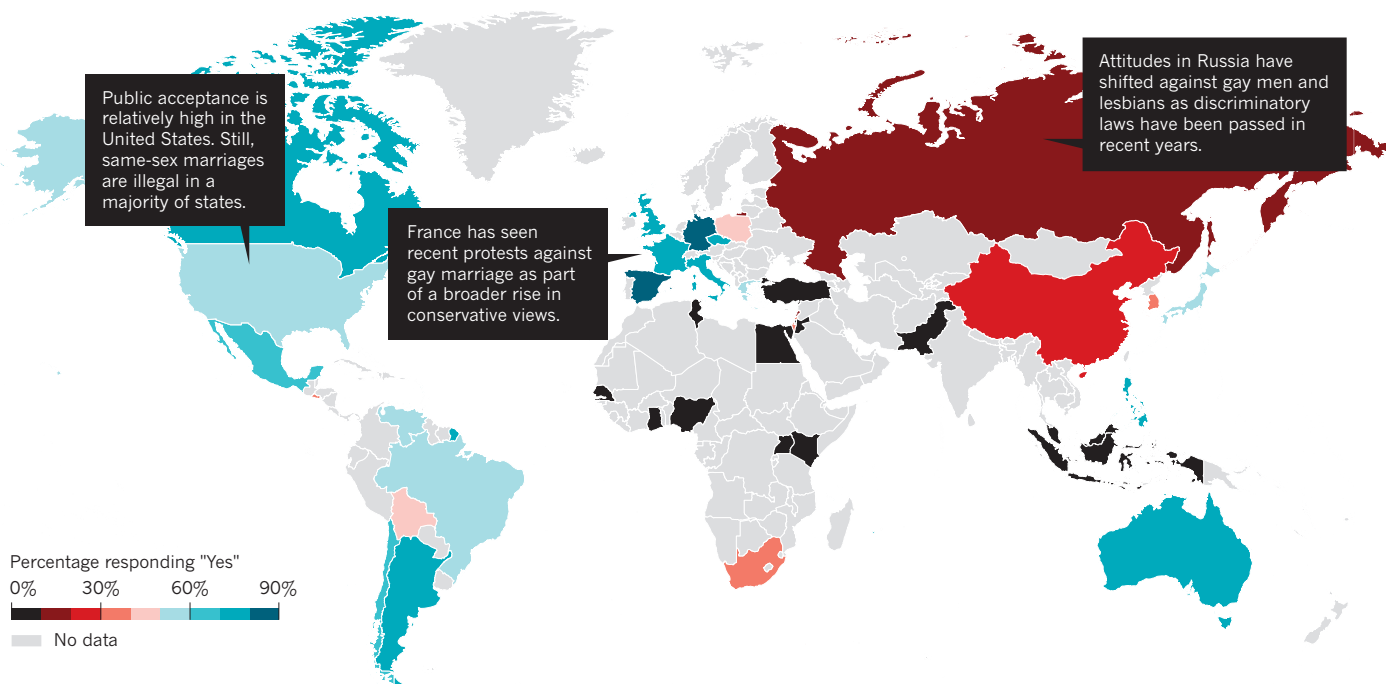 Public acceptance is
relatively high in the
United States. Still,
same-sex marriages
are illegal in a
majority of states.
France has seen
recent protests against
gay marriage as part
of a broader rise in
conservative views.
Attitudes in Russia have
shifted against gay men and
lesbians as discriminatory
laws have been passed in
recent years.
Percentage responding "Yes"
0% 30% 60% 90%
No data